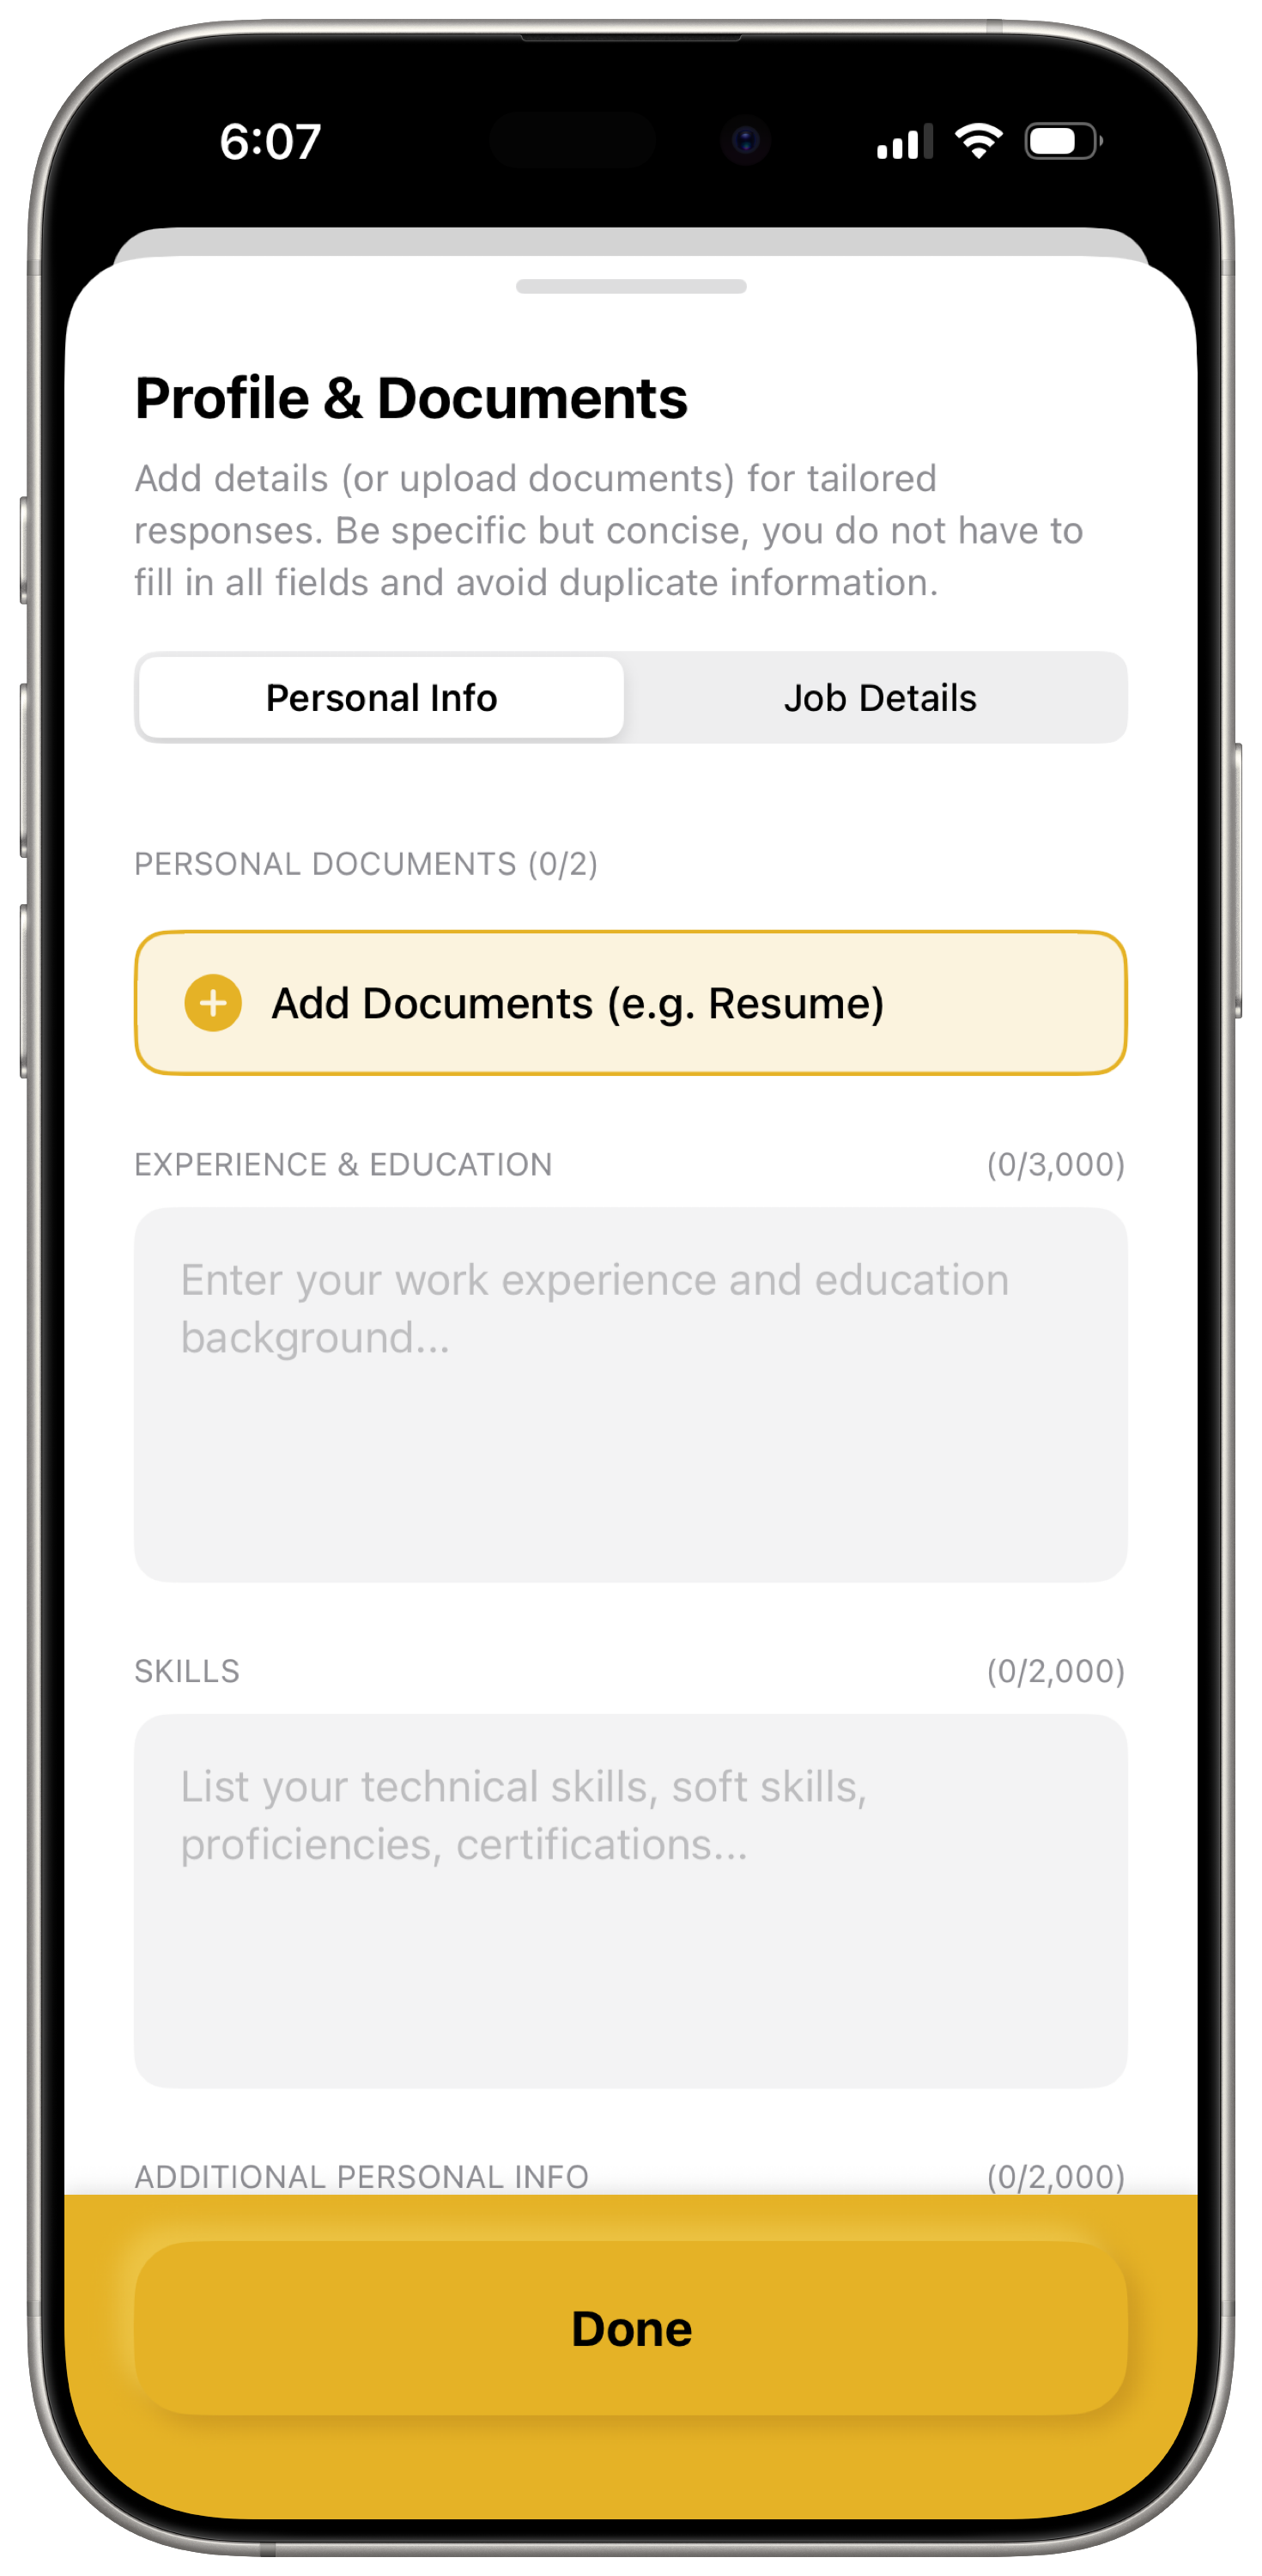 6:07
Profile & Documents
Add details (or upload documents) for tailored
responses. Be specific but concise, you do not have to
fill in all fields and avoid duplicate information.
Personal Info
Job Details
PERSONAL DOCUMENTS (0/2)
Add Documents (e.g. Resume)
EXPERIENCE & EDUCATION (0/3,000)
Enter your work experience and education
background...
SKILLS (0/2,000)
List your technical skills, soft skills,
proficiencies, certifications...
ADDITIONAL PERSONAL INFO (0/2,000)
Done